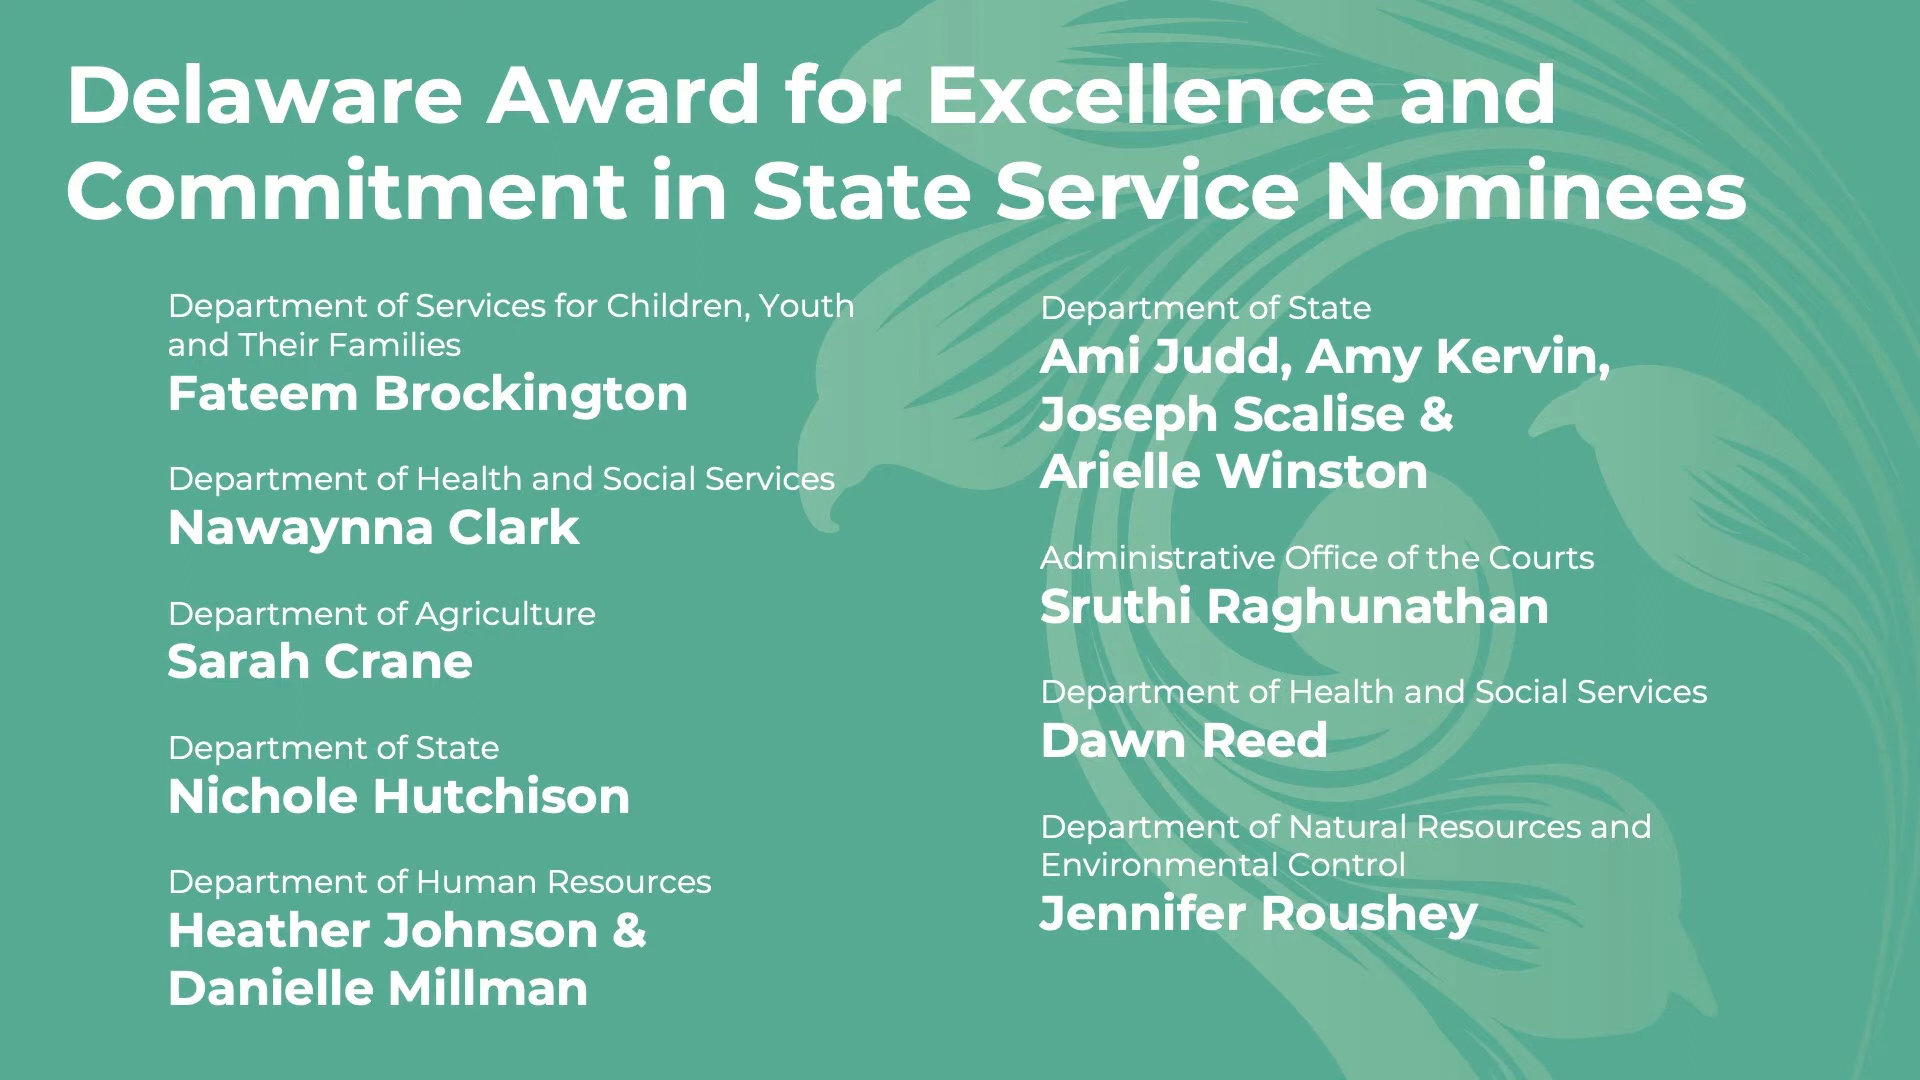 Delaware Award for Excellence and
Commitment in State Service Nominees
Department of Services for Children, Youth
and Their Families
Fateem Brockington
Department of Health and Social Services
Nawaynna Clark
Department of Agriculture
Sarah Crane
Department of State
Nichole Hutchison
Department of Human Resources
Heather Johnson &
Danielle Millman
Department of State
Ami Judd, Amy Kervin,
Joseph Scalise &
Arielle Winston
Administrative Office of the Courts
Sruthi Raghunathan
Department of Health and Social Services
Dawn Reed
Department of Natural Resources and
Environmental Control
Jennifer Roushey